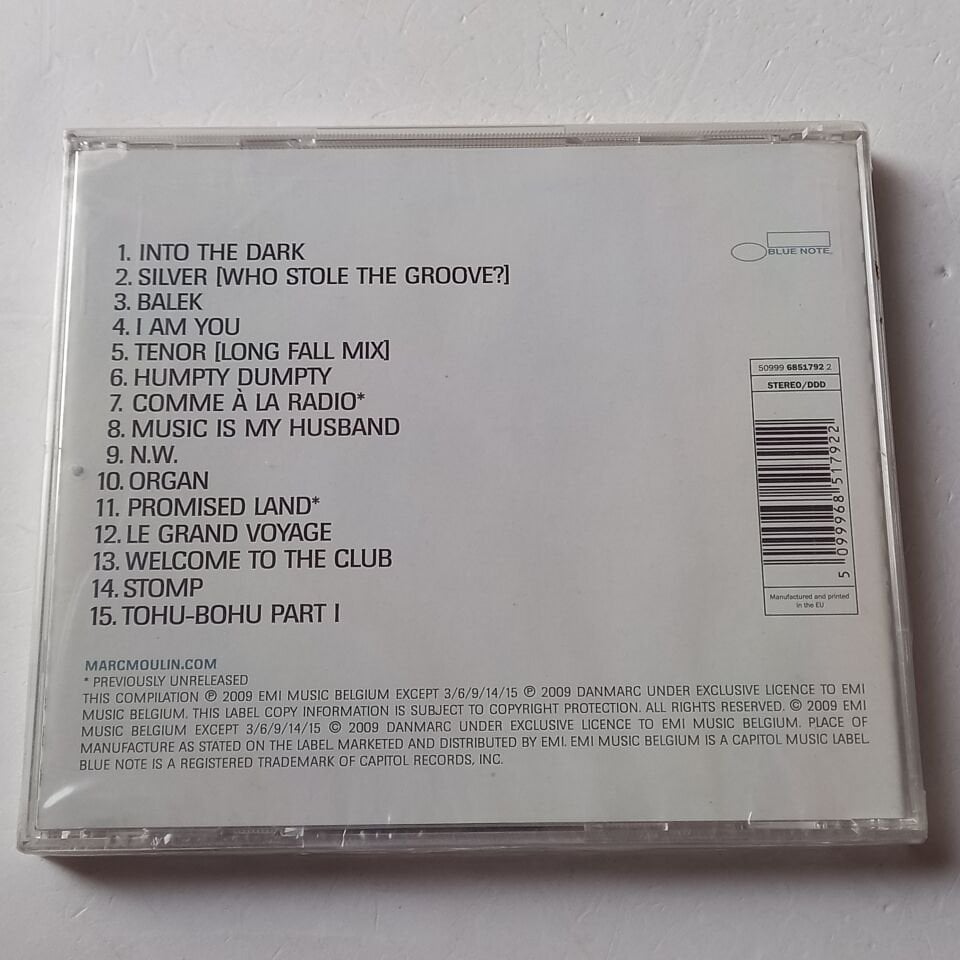 1. INTO THE DARK
2. SILVER [WHO STOLE THE GROOVE?]
3. BALEK
4. I AM YOU
5. TENOR [LONG FALL MIX]
6. HUMPTY DUMPTY
7. COMME À LA RADIO*
8. MUSIC IS MY HUSBAND
9. N.W.
10. ORGAN
11. PROMISED LAND*
12. LE GRAND VOYAGE
13. WELCOME TO THE CLUB
14. STOMP
15. TOHU-BOHU PART I
BLUE NOTE
50999 6851792 2
STEREO/DDD
5 099968 517922
Manufactured and printed
in the EU
MARCMOULIN.COM
* PREVIOUSLY UNRELEASED
THIS COMPILATION ℗ 2009 EMI MUSIC BELGIUM EXCEPT 3/6/9/14/15 ℗ 2009 DANMARC UNDER EXCLUSIVE LICENCE TO EMI
MUSIC BELGIUM. THIS LABEL COPY INFORMATION IS SUBJECT TO COPYRIGHT PROTECTION. ALL RIGHTS RESERVED. © 2009 EMI
MUSIC BELGIUM EXCEPT 3/6/9/14/15 © 2009 DANMARC UNDER EXCLUSIVE LICENCE TO EMI MUSIC BELGIUM. PLACE OF
MANUFACTURE AS STATED ON THE LABEL. MARKETED AND DISTRIBUTED BY EMI. EMI MUSIC BELGIUM IS A CAPITOL MUSIC LABEL.
BLUE NOTE IS A REGISTERED TRADEMARK OF CAPITOL RECORDS, INC.